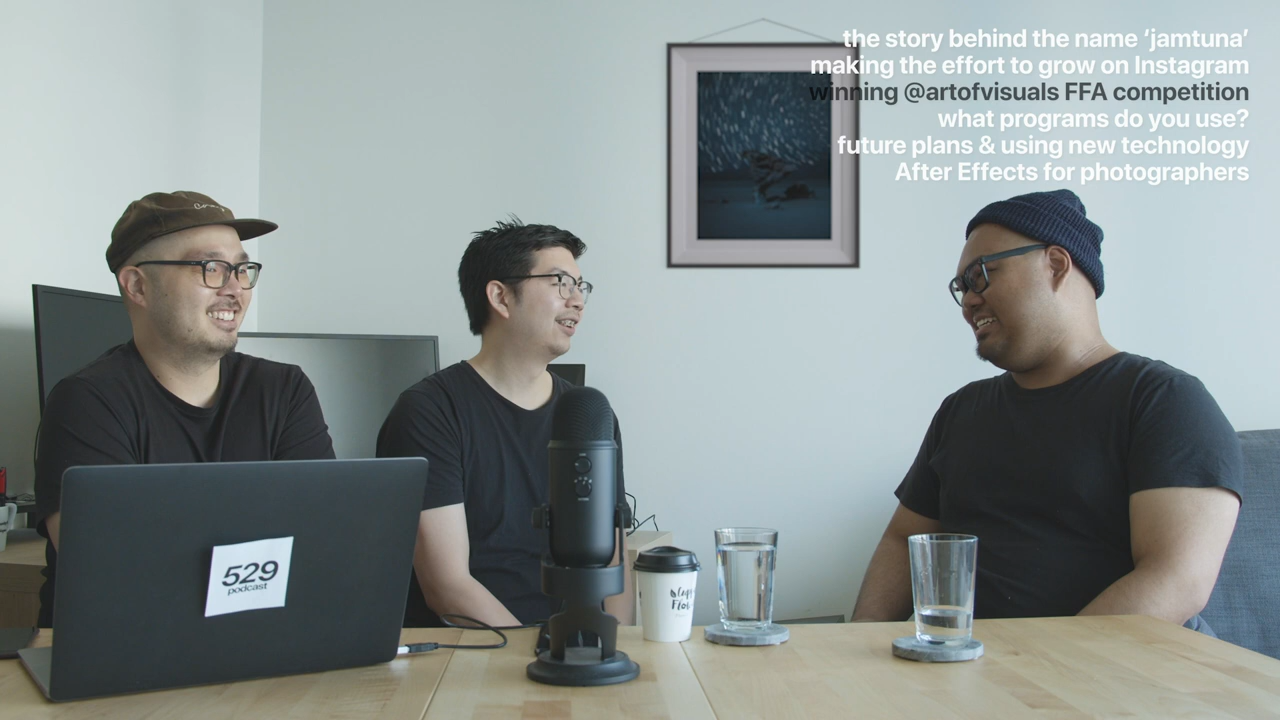 the story behind the name ‘jamtuna’
making the effort to grow on Instagram
winning @artofvisuals FFA competition
what programs do you use?
future plans & using new technology
After Effects for photographers
529
podcast